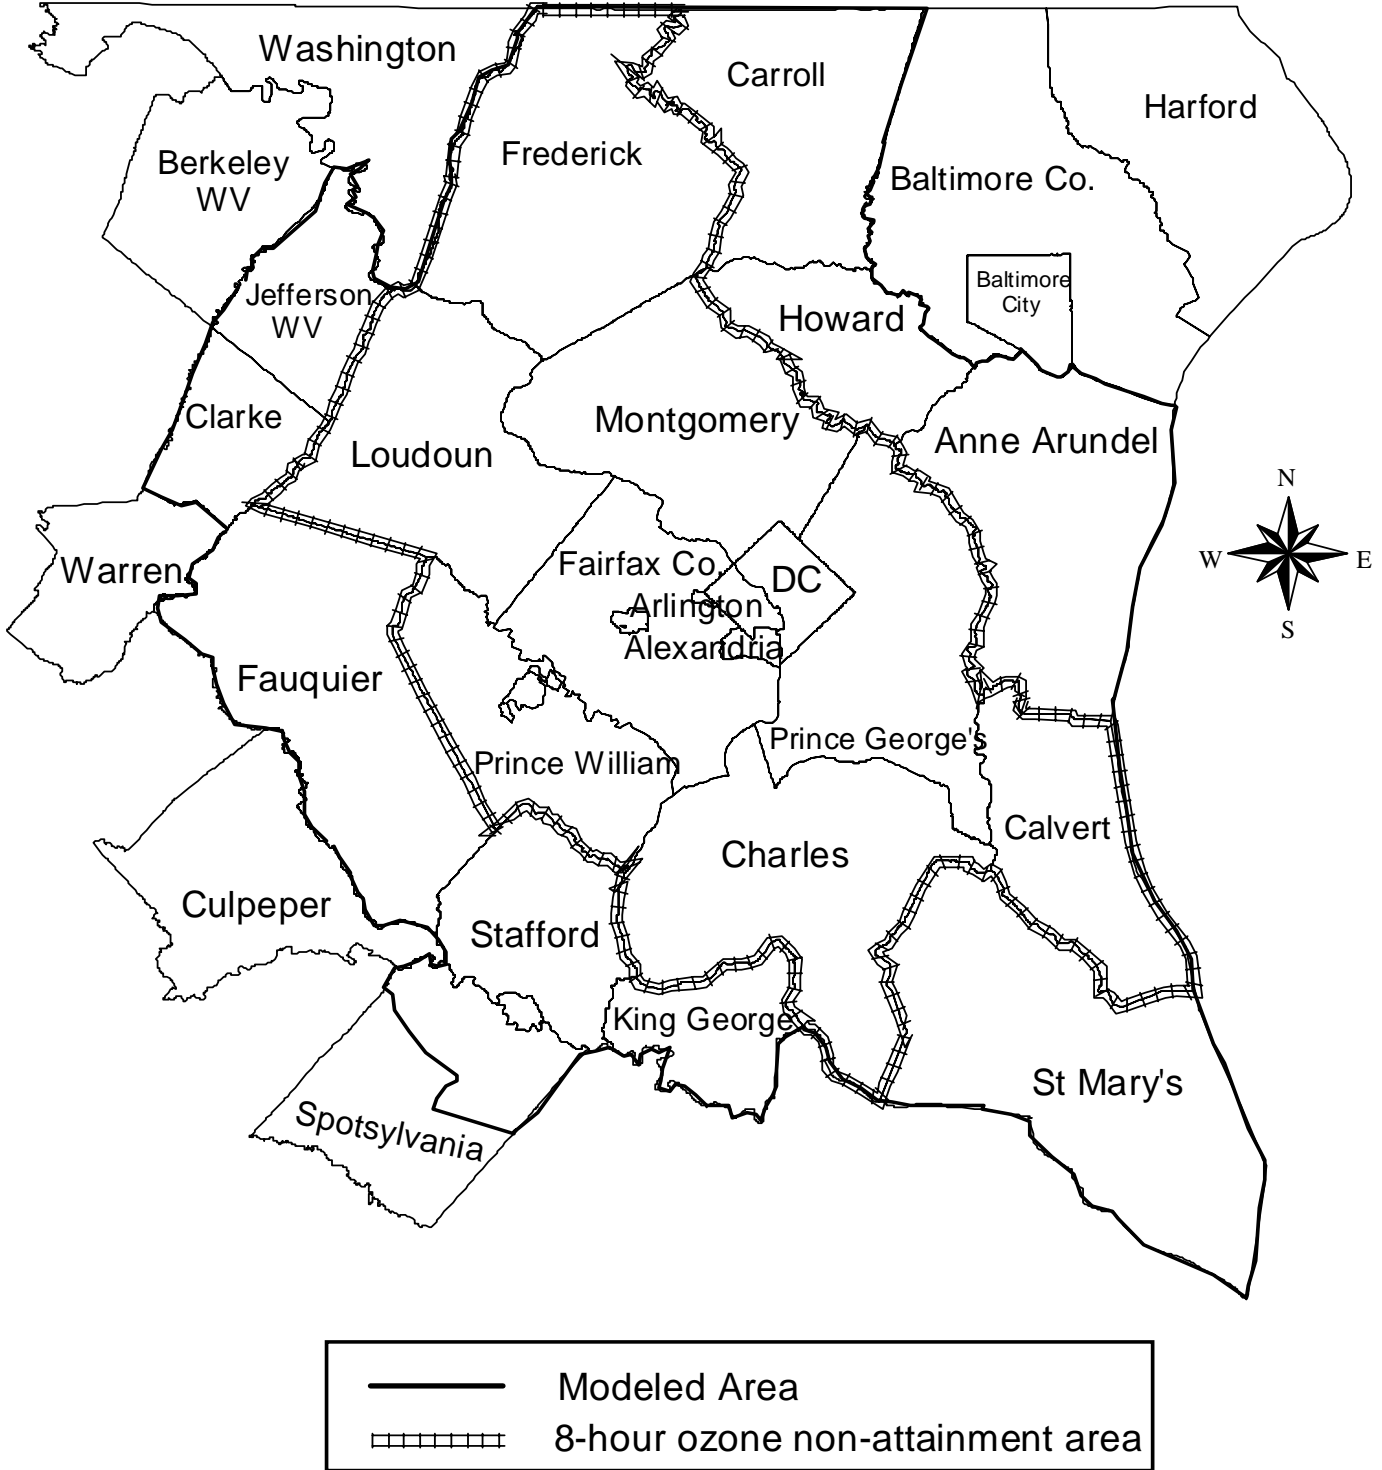 Washington
Carroll
Harford
Frederick
Berkeley
WV
Baltimore Co.
Baltimore
City
Jefferson
WV
Howard
Clarke
Montgomery
Anne Arundel
Loudoun
N
W
E
S
Warren
Fairfax Co.
DC
Arlington
Alexandria
Fauquier
Prince George's
Prince William
Calvert
Charles
Culpeper
Stafford
King George's
St Mary's
Spotsylvania
Modeled Area
8-hour ozone non-attainment area